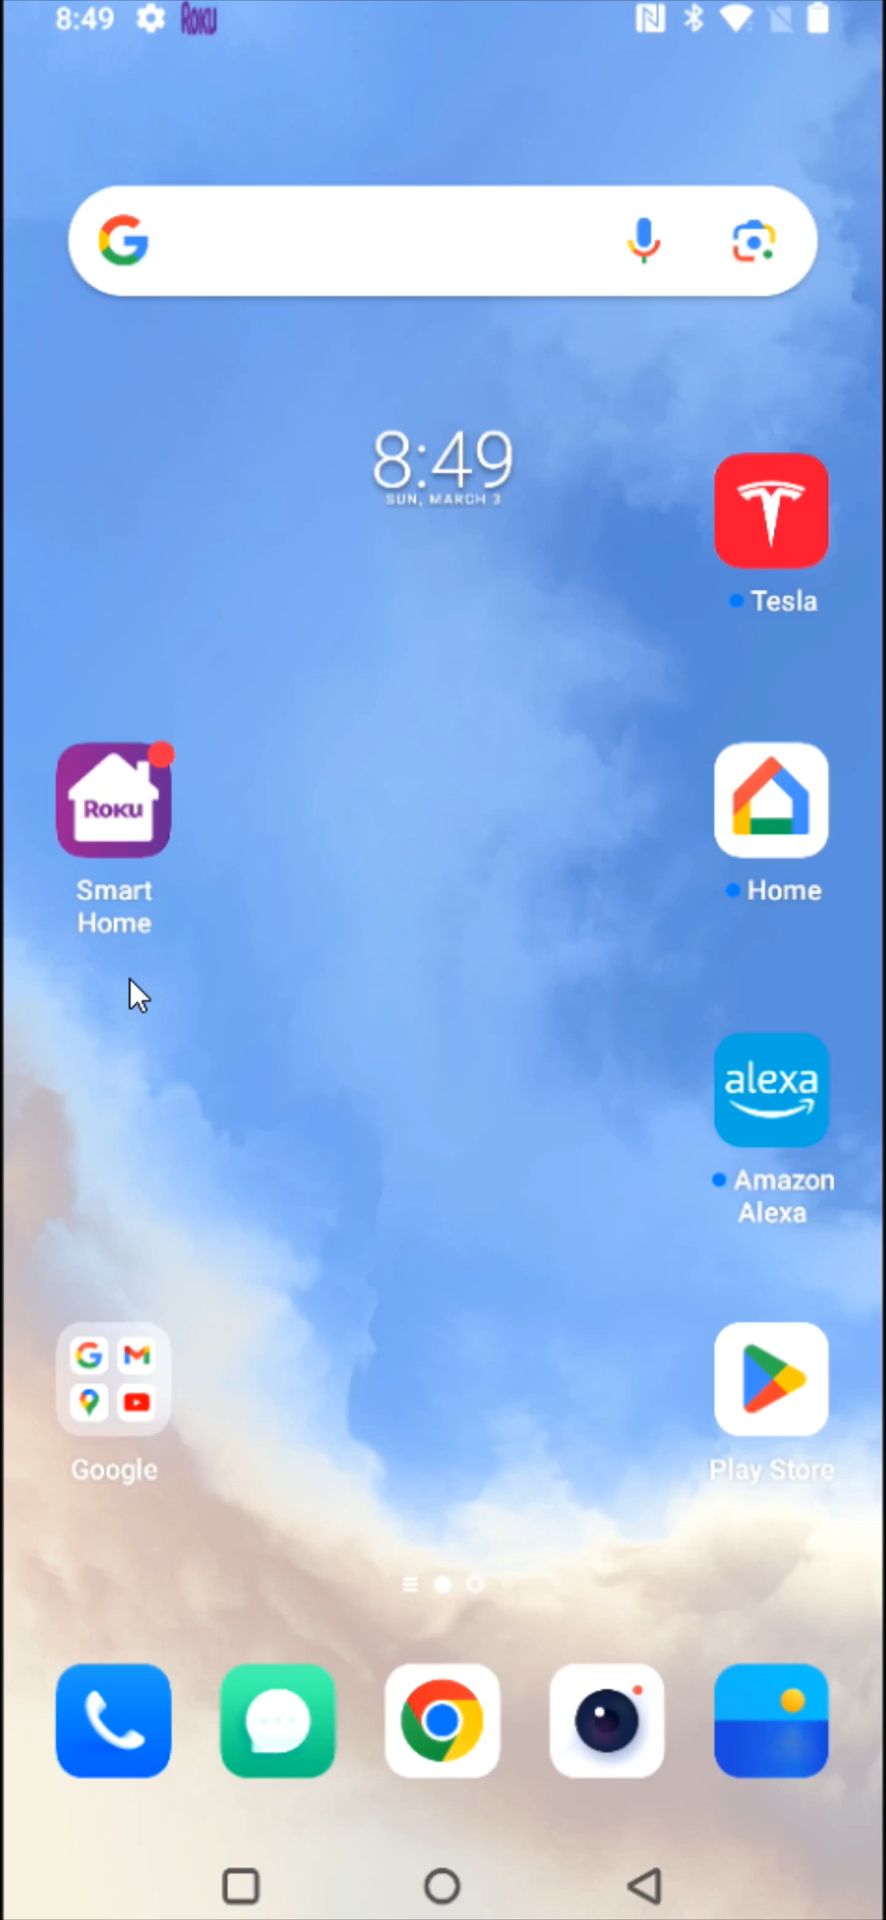 8:49 Roku
8:49
SUN, MARCH 3
Tesla
Roku
Smart
Home
Home
alexa
Amazon
Alexa
Google
Play Store